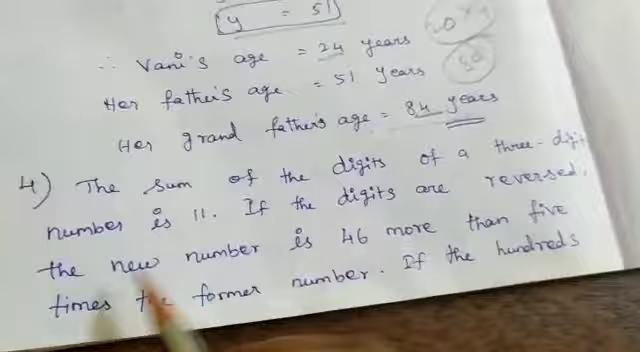 y = 51
∴ Vani's age = 24 years
Her father's age = 51 years
Her grand father's age = 84 years
4) The sum of the digits of a three-digit
number is 11. If the digits are reversed,
the new number is 46 more than five
times the former number. If the hundreds